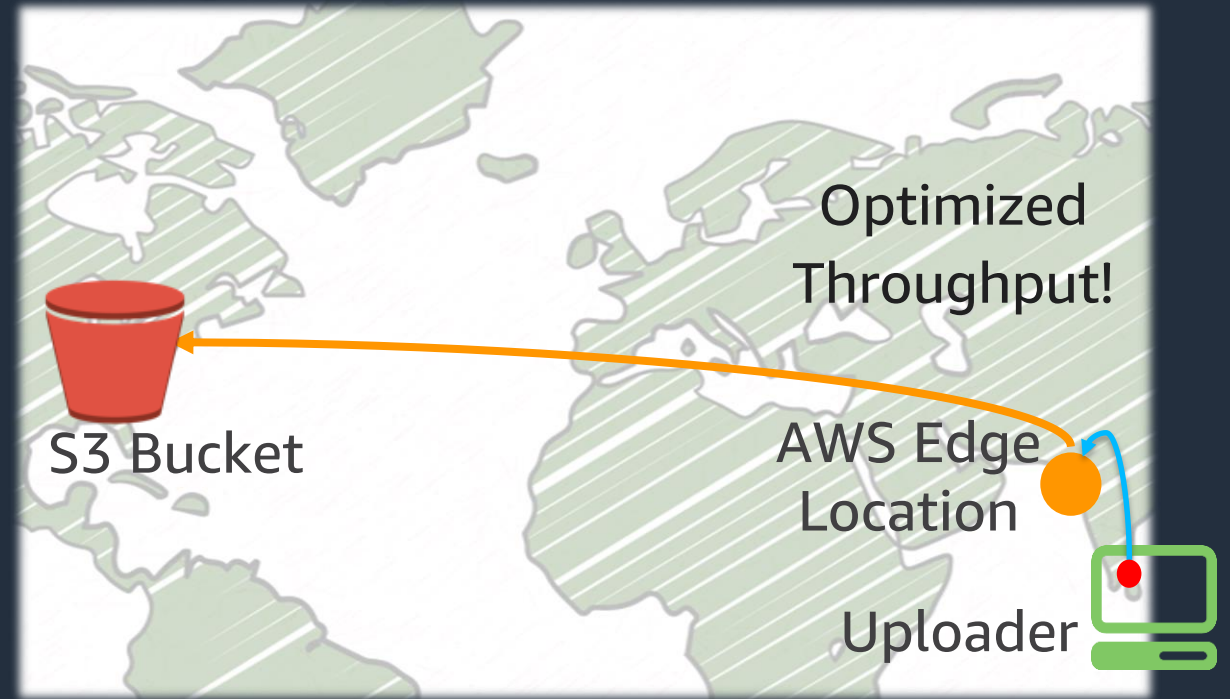 Optimized
Throughput!
S3 Bucket
AWS Edge
Location
Uploader